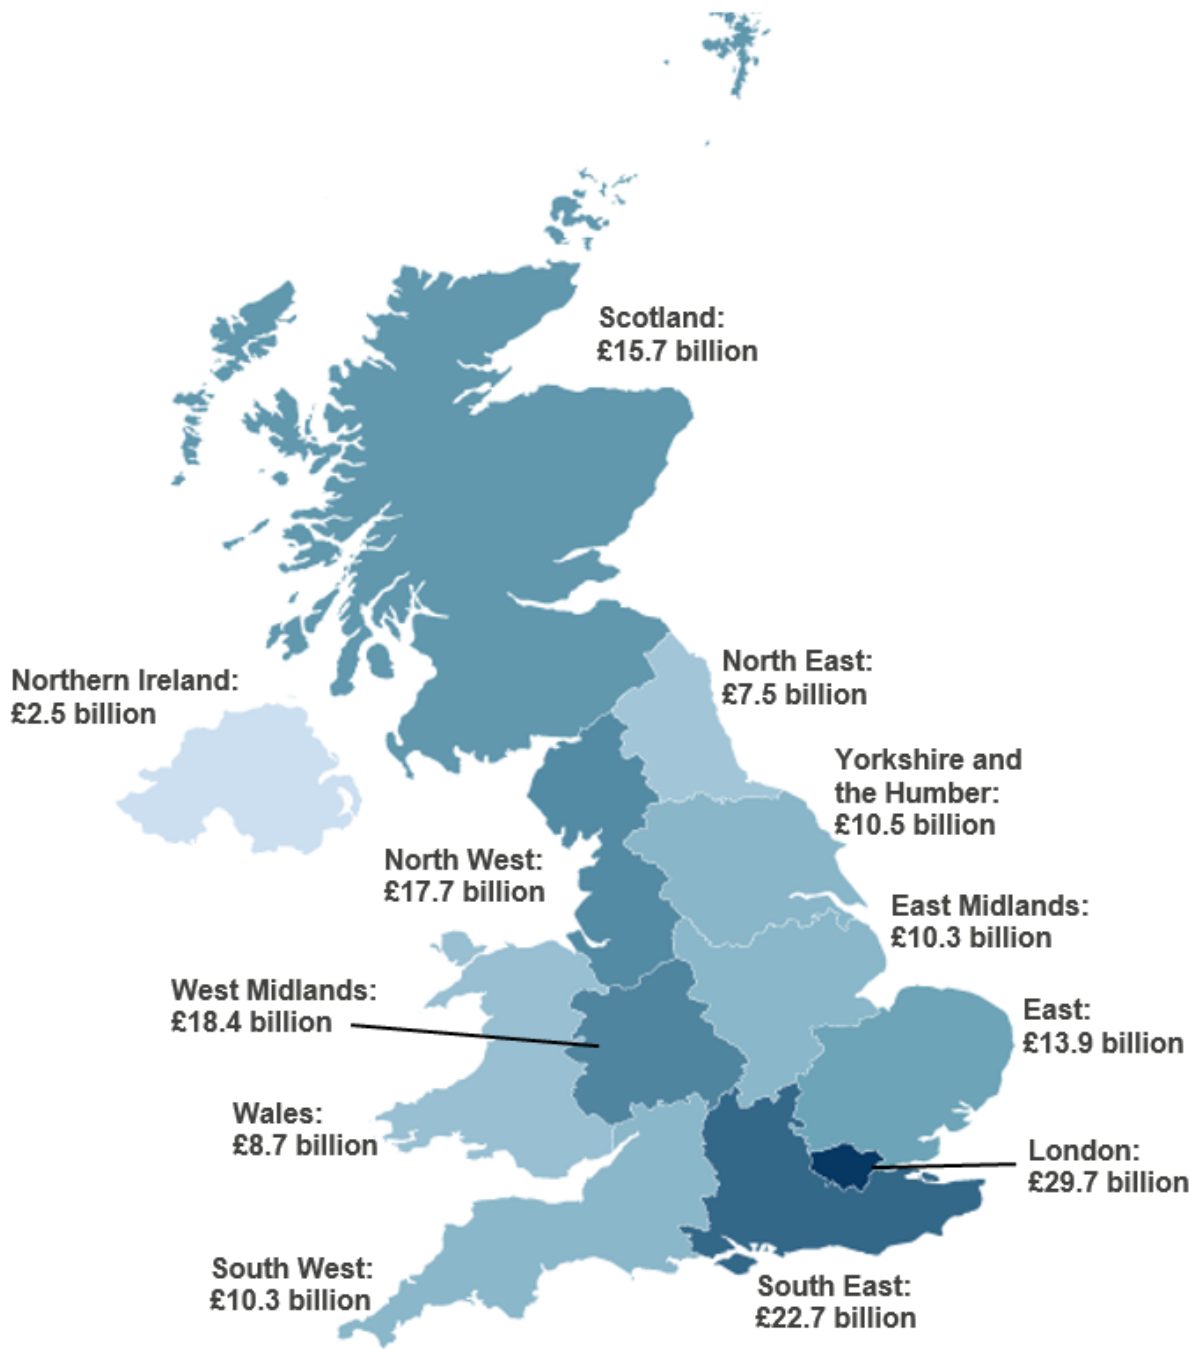 Scotland:
£15.7 billion
Northern Ireland:
£2.5 billion
North East:
£7.5 billion
Yorkshire and
the Humber:
£10.5 billion
North West:
£17.7 billion
East Midlands:
£10.3 billion
West Midlands:
£18.4 billion
East:
£13.9 billion
Wales:
£8.7 billion
London:
£29.7 billion
South West:
£10.3 billion
South East:
£22.7 billion